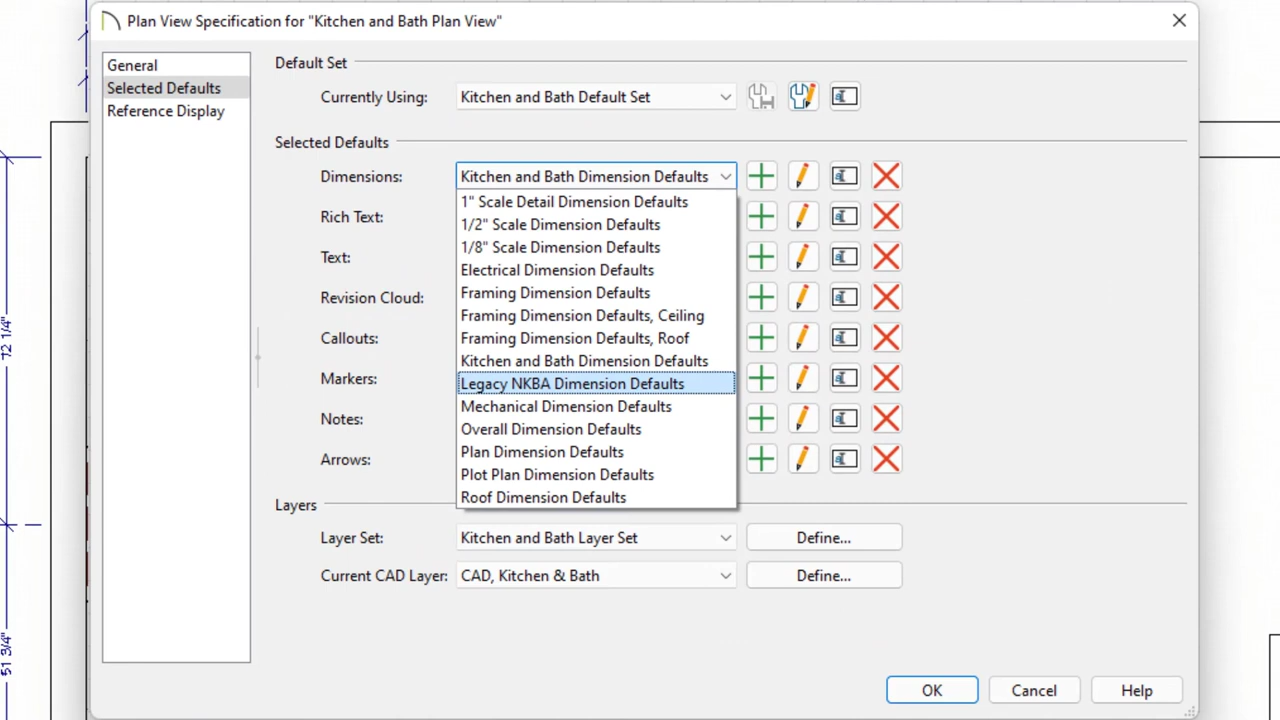 Plan View Specification for "Kitchen and Bath Plan View"
General
Selected Defaults
Reference Display
Default Set
Currently Using: Kitchen and Bath Default Set
Selected Defaults
Dimensions: Kitchen and Bath Dimension Defaults
1" Scale Detail Dimension Defaults
Rich Text:
1/2" Scale Dimension Defaults
1/8" Scale Dimension Defaults
Text:
Electrical Dimension Defaults
Framing Dimension Defaults
Revision Cloud:
Framing Dimension Defaults, Ceiling
Callouts:
Framing Dimension Defaults, Roof
Kitchen and Bath Dimension Defaults
Markers:
Legacy NKBA Dimension Defaults
Mechanical Dimension Defaults
Notes:
Overall Dimension Defaults
Plan Dimension Defaults
Arrows:
Plot Plan Dimension Defaults
Roof Dimension Defaults
Layers
Layer Set: Kitchen and Bath Layer Set Define...
Current CAD Layer: CAD, Kitchen & Bath Define...
OK Cancel Help
72 1/4"
51 3/4"